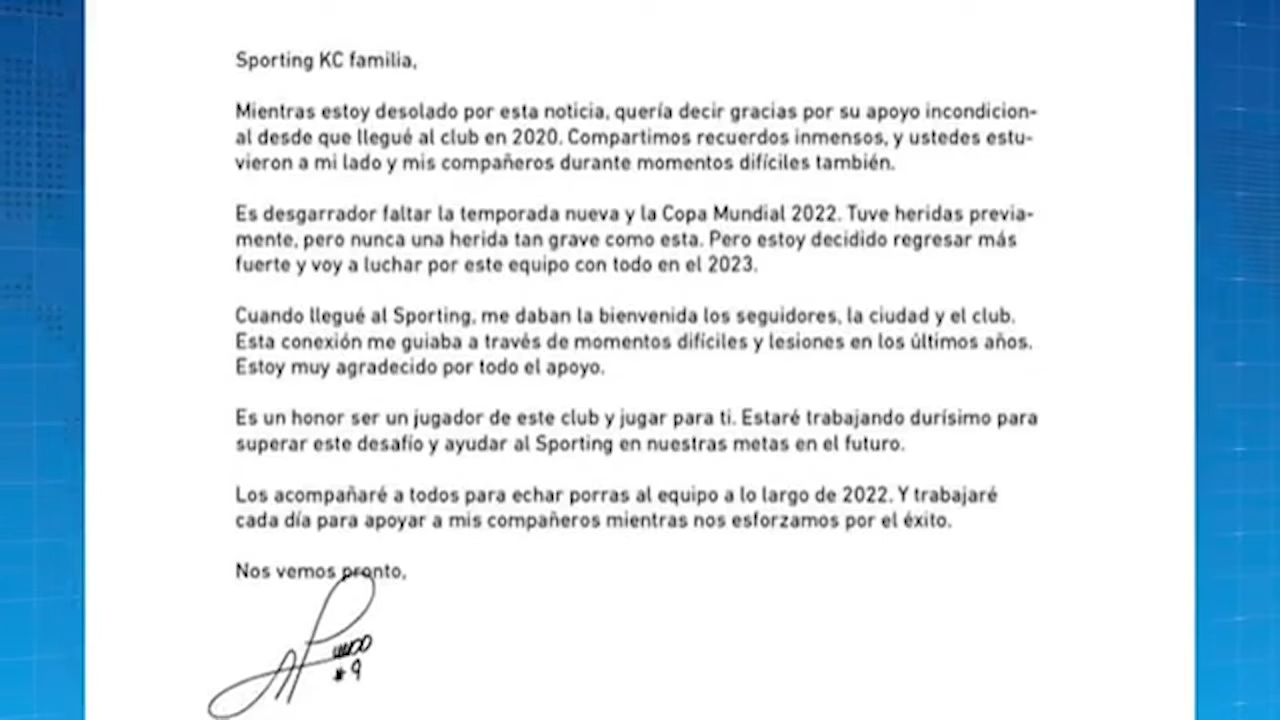 Sporting KC familia,
Mientras estoy desolado por esta noticia, quería decir gracias por su apoyo incondicion-
al desde que llegué al club en 2020. Compartimos recuerdos inmensos, y ustedes estu-
vieron a mi lado y mis compañeros durante momentos difíciles también.
Es desgarrador faltar la temporada nueva y la Copa Mundial 2022. Tuve heridas previa-
mente, pero nunca una herida tan grave como esta. Pero estoy decidido regresar más
fuerte y voy a luchar por este equipo con todo en el 2023.
Cuando llegué al Sporting, me daban la bienvenida los seguidores, la ciudad y el club.
Esta conexión me guiaba a través de momentos difíciles y lesiones en los últimos años.
Estoy muy agradecido por todo el apoyo.
Es un honor ser un jugador de este club y jugar para ti. Estaré trabajando durísimo para
superar este desafío y ayudar al Sporting en nuestras metas en el futuro.
Los acompañaré a todos para echar porras al equipo a lo largo de 2022. Y trabajaré
cada día para apoyar a mis compañeros mientras nos esforzamos por el éxito.
Nos vemos pronto,
#9